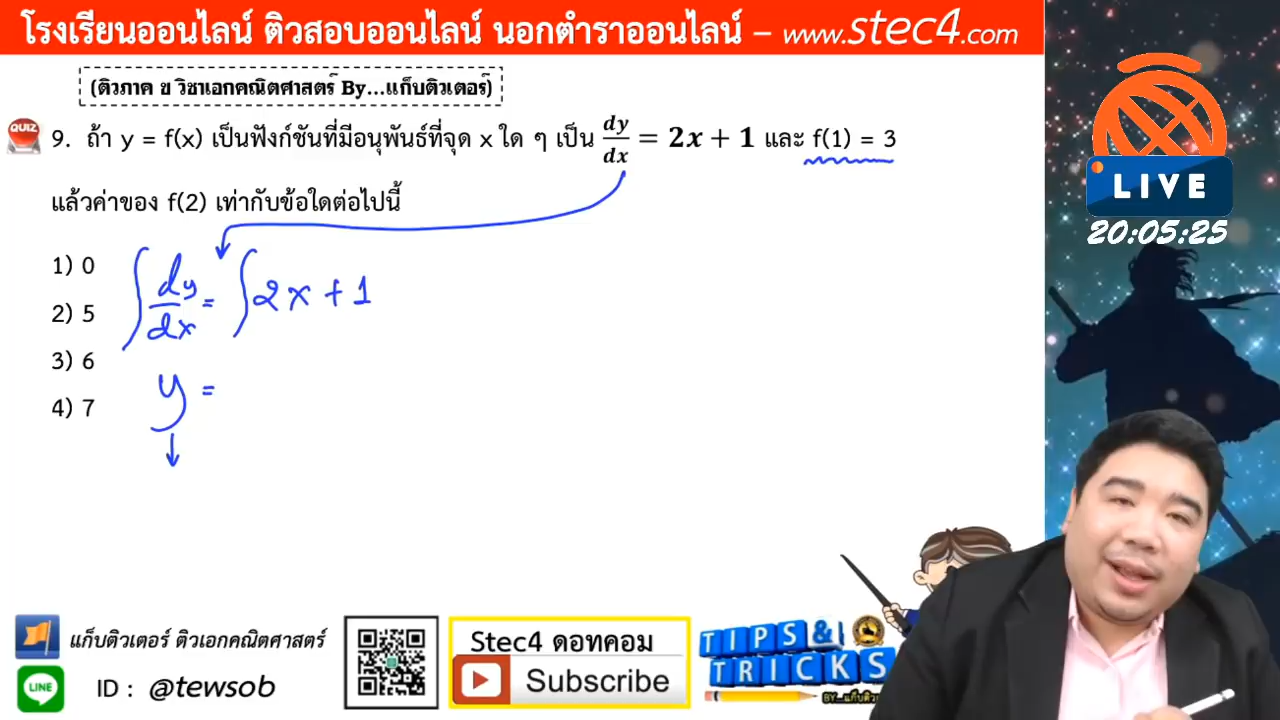 โรงเรียนออนไลน์ ติวสอบออนไลน์ นอกตำราออนไลน์ – www.stec4.com
(ติวภาค ข วิชาเอกคณิตศาสตร์ By...แก็บติวเตอร์)
QUIZ
9. ถ้า y = f(x) เป็นฟังก์ชันที่มีอนุพันธ์ที่จุด x ใด ๆ เป็น dy/dx = 2x + 1 และ f(1) = 3
แล้วค่าของ f(2) เท่ากับข้อใดต่อไปนี้
1) 0
2) 5
3) 6
4) 7
∫ dy/dx = ∫ 2x + 1
y =
LIVE
20:05:25
แก็บติวเตอร์ ติวเอกคณิตศาสตร์
LINE
ID : @tewsob
Stec4 ดอทคอม
Subscribe
TIPS &
TRICKS